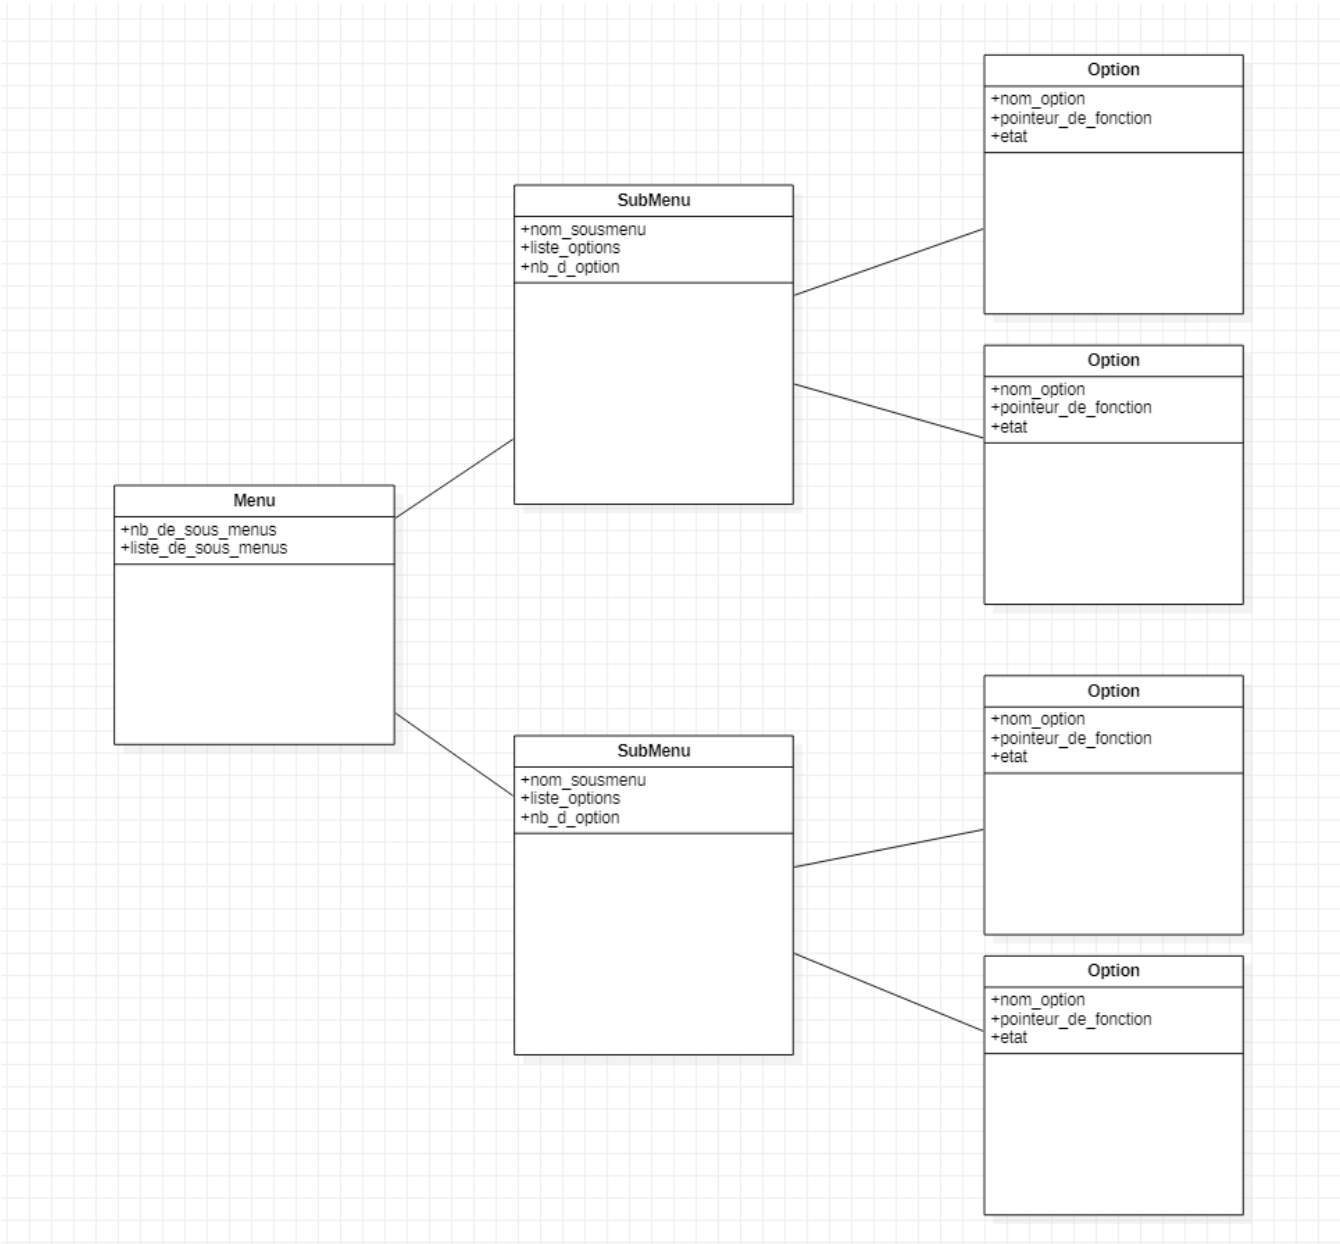 Option
+nom_option
+pointeur_de_fonction
+etat
SubMenu
+nom_sousmenu
+liste_options
+nb_d_option
Option
+nom_option
+pointeur_de_fonction
+etat
Menu
+nb_de_sous_menus
+liste_de_sous_menus
Option
+nom_option
+pointeur_de_fonction
+etat
SubMenu
+nom_sousmenu
+liste_options
+nb_d_option
Option
+nom_option
+pointeur_de_fonction
+etat